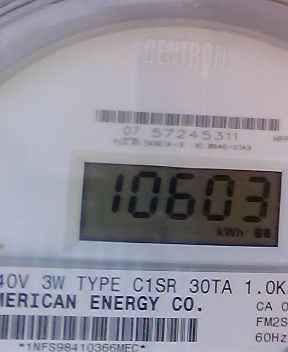 CENTRON®
07 57245311
10603
kWh
40V 3W TYPE C1SR 30TA 1.0K
MERICAN ENERGY CO.
CA 0
FM2S
60Hz
*1NFS98410366MEC*